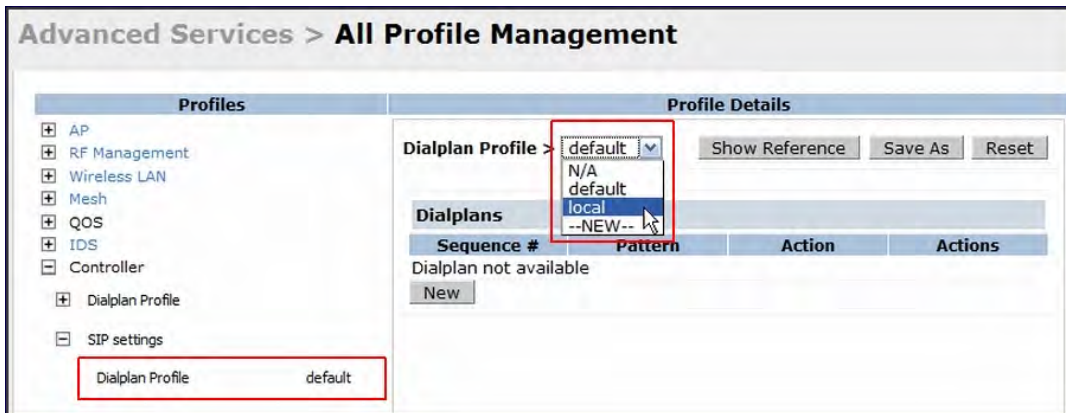 Advanced Services > All Profile Management
Profiles
AP
RF Management
Wireless LAN
Mesh
QOS
IDS
Controller
Dialplan Profile
SIP settings
Dialplan Profile default
Profile Details
Dialplan Profile > default Show Reference Save As Reset
N/A
default
local
--NEW--
Dialplans
Sequence # Pattern Action Actions
Dialplan not available
New